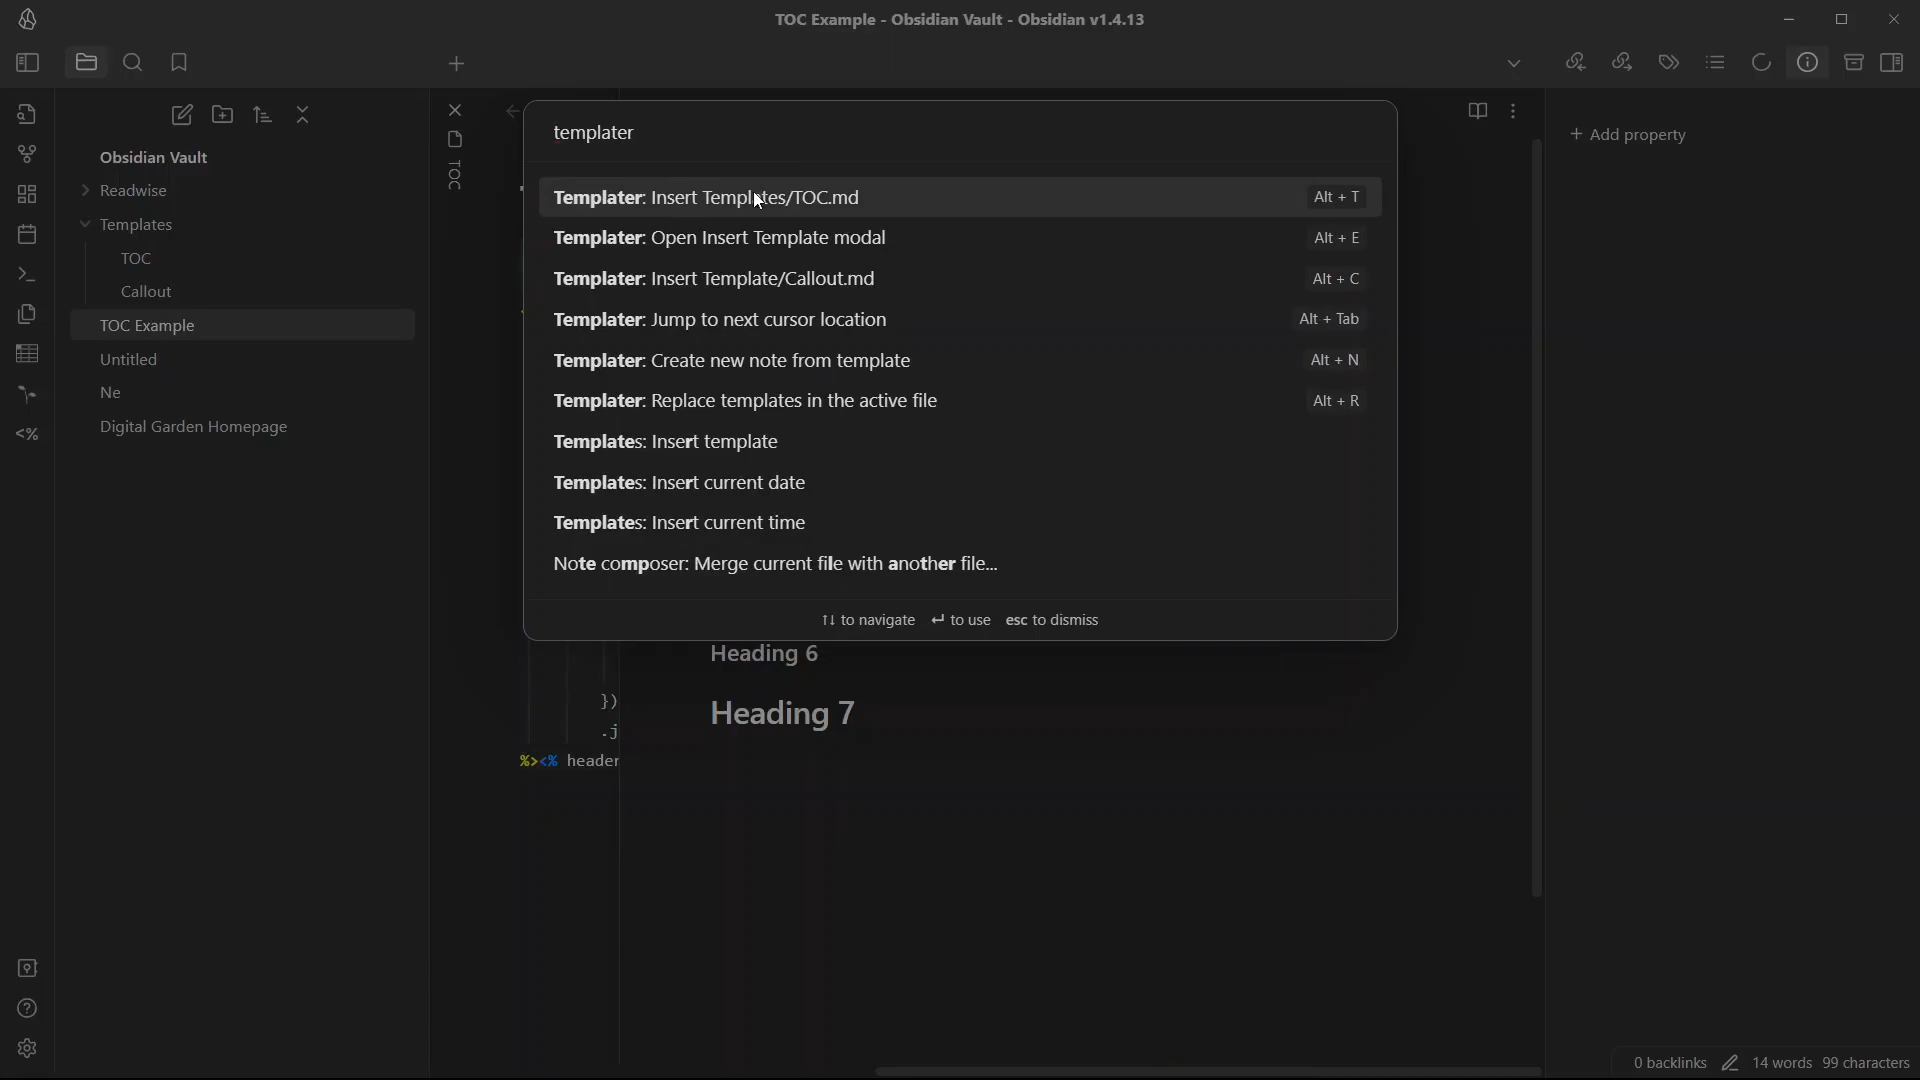 TOC Example - Obsidian Vault - Obsidian v1.4.13
Obsidian Vault
Readwise
Templates
TOC
Callout
TOC Example
Untitled
Ne
Digital Garden Homepage
<%
TOC
templater
Templater: Insert Templates/TOC.md Alt + T
Templater: Open Insert Template modal Alt + E
Templater: Insert Template/Callout.md Alt + C
Templater: Jump to next cursor location Alt + Tab
Templater: Create new note from template Alt + N
Templater: Replace templates in the active file Alt + R
Templates: Insert template
Templates: Insert current date
Templates: Insert current time
Note composer: Merge current file with another file...
↑↓ to navigate ↵ to use esc to dismiss
Heading 6
})
Heading 7
.j
%><% header
+ Add property
0 backlinks 14 words 99 characters